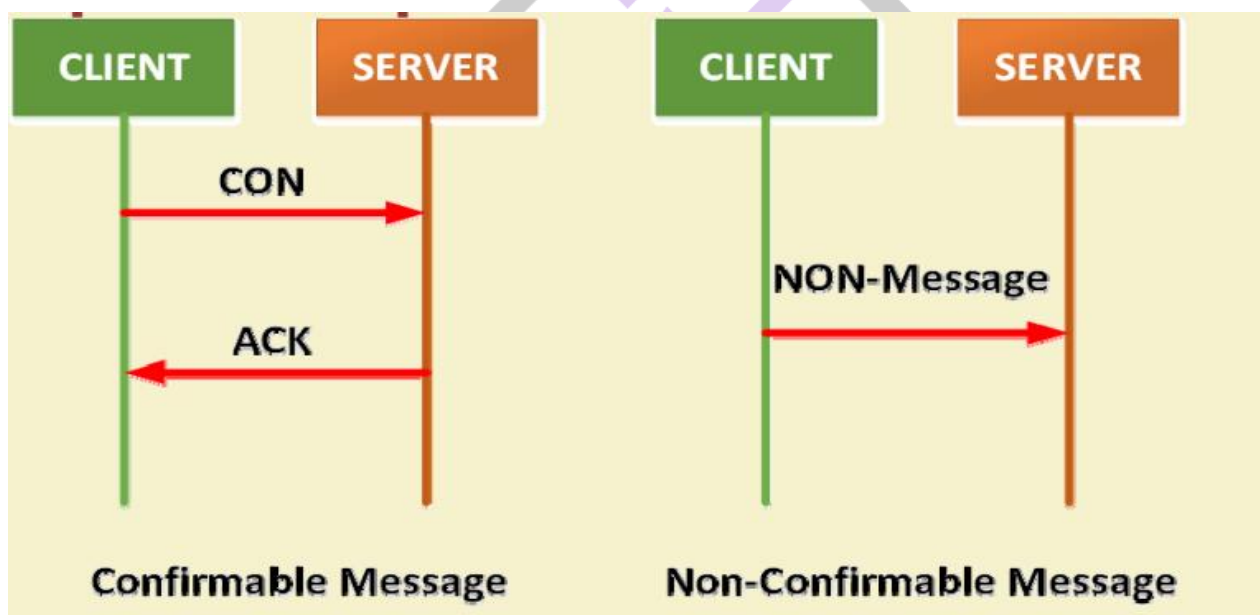 CLIENT SERVER CLIENT SERVER
CON
NON-Message
ACK
Confirmable Message Non-Confirmable Message